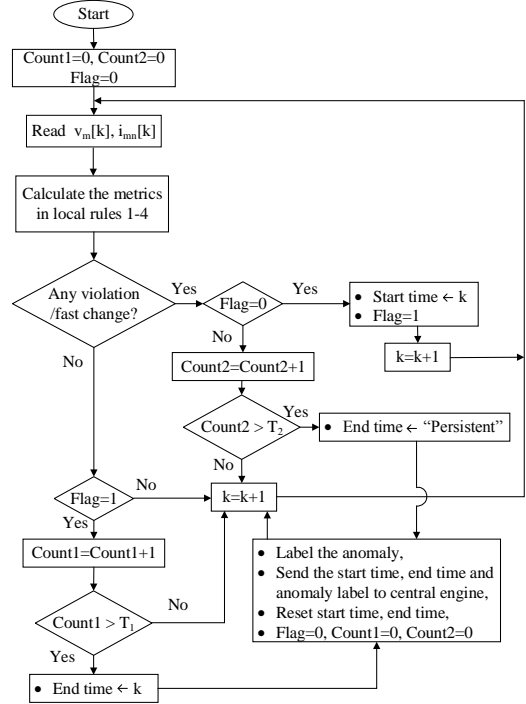 Start
Count1=0, Count2=0
Flag=0
Read vₘ[k], iₘₙ[k]
Calculate the metrics
in local rules 1-4
Any violation
/fast change?
Yes
Flag=0
Yes
• Start time ← k
• Flag=1
k=k+1
No
No
Count2=Count2+1
Count2 > T₂
Yes
• End time ← “Persistent”
No
Flag=1
No
k=k+1
Yes
Count1=Count1+1
• Label the anomaly,
• Send the start time, end time and
anomaly label to central engine,
• Reset start time, end time,
• Flag=0, Count1=0, Count2=0
Count1 > T₁
No
Yes
• End time ← k